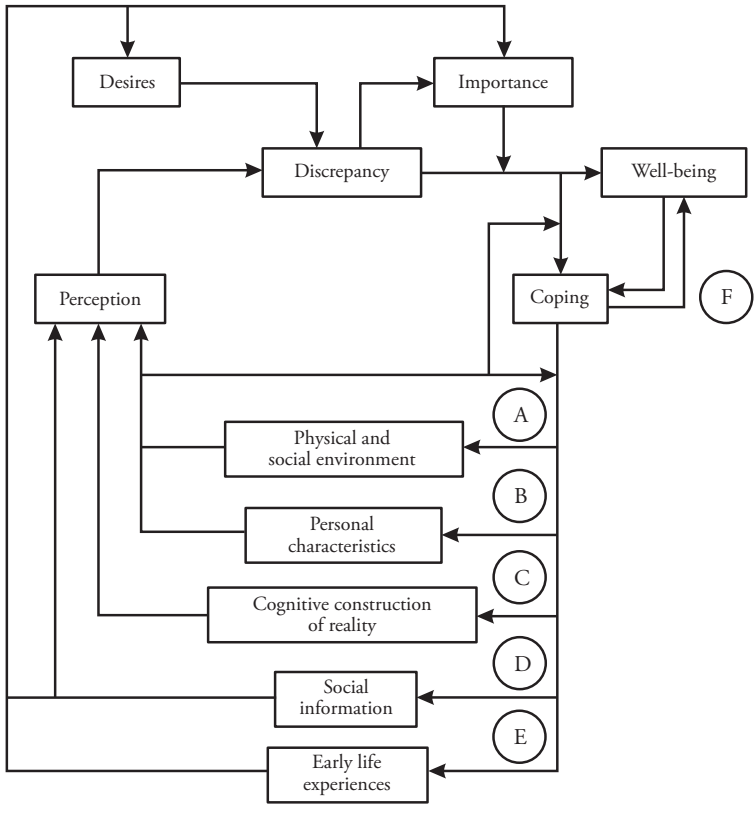 Desires
Importance
Discrepancy
Well-being
Perception
Coping
F
A
Physical and
social environment
B
Personal
characteristics
C
Cognitive construction
of reality
D
Social
information
E
Early life
experiences